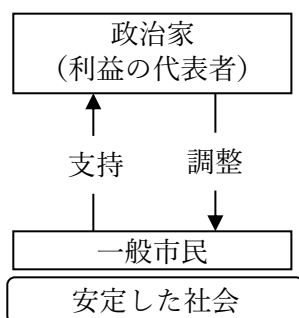 政治家
(利益の代表者)
支持
調整
一般市民
安定した社会